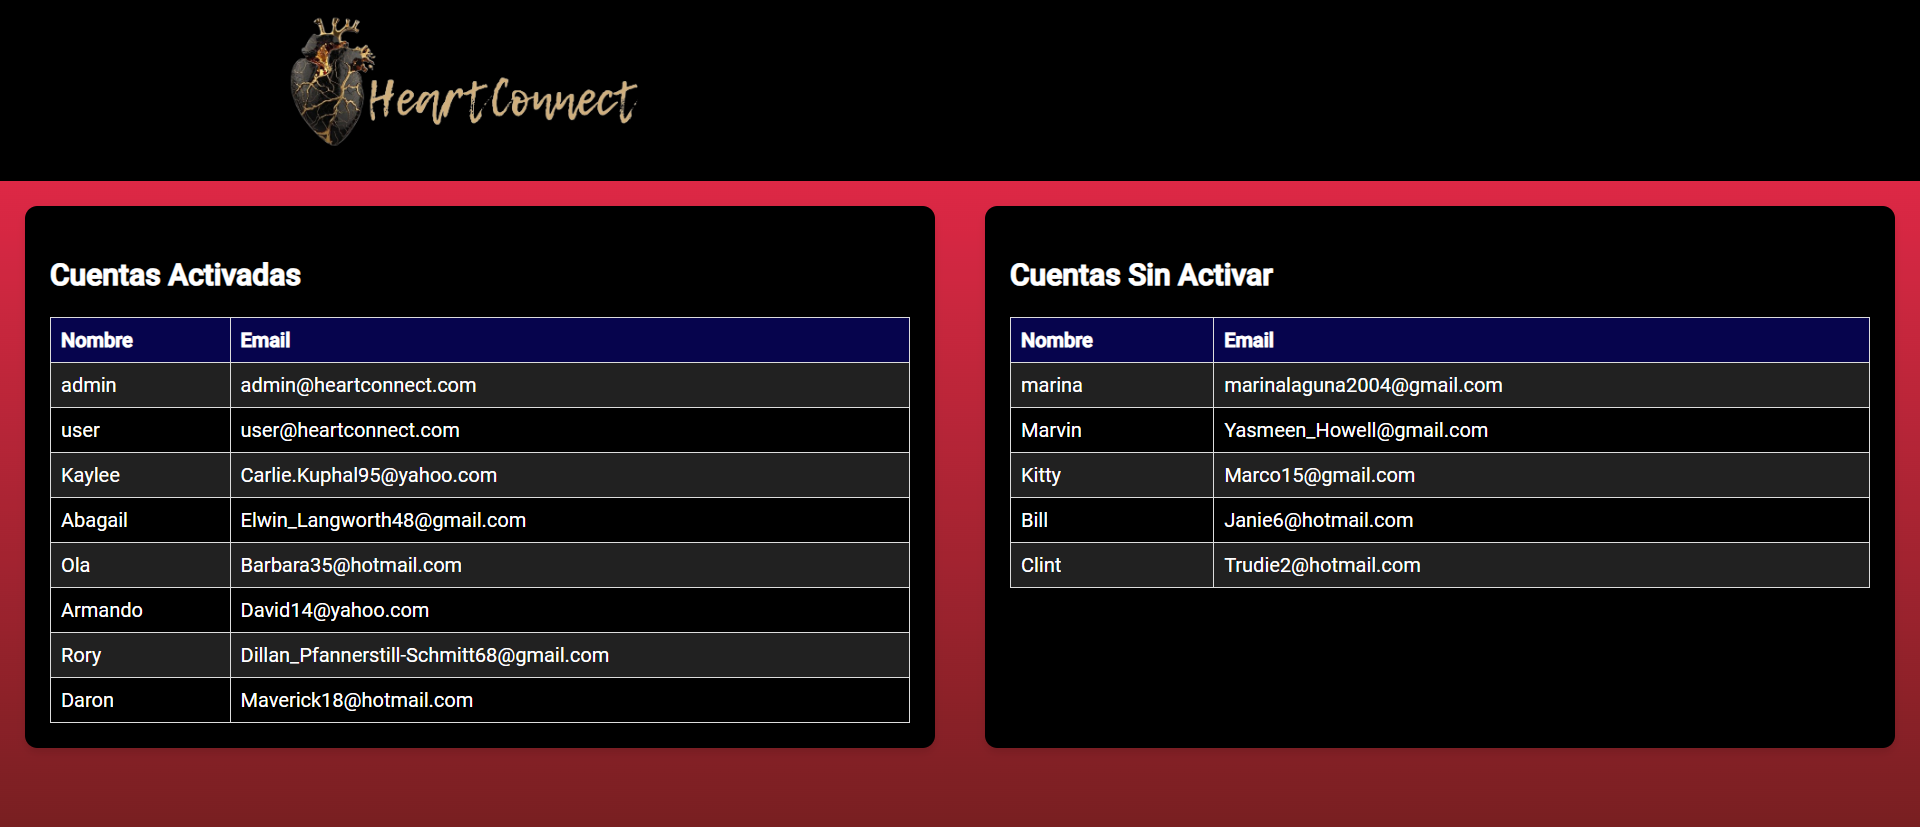 HeartConnect
Cuentas Activadas
Nombre Email
admin admin@heartconnect.com
user user@heartconnect.com
Kaylee Carlie.Kuphal95@yahoo.com
Abagail Elwin_Langworth48@gmail.com
Ola Barbara35@hotmail.com
Armando David14@yahoo.com
Rory Dillan_Pfannerstill-Schmitt68@gmail.com
Daron Maverick18@hotmail.com
Cuentas Sin Activar
Nombre Email
marina marinalaguna2004@gmail.com
Marvin Yasmeen_Howell@gmail.com
Kitty Marco15@gmail.com
Bill Janie6@hotmail.com
Clint Trudie2@hotmail.com